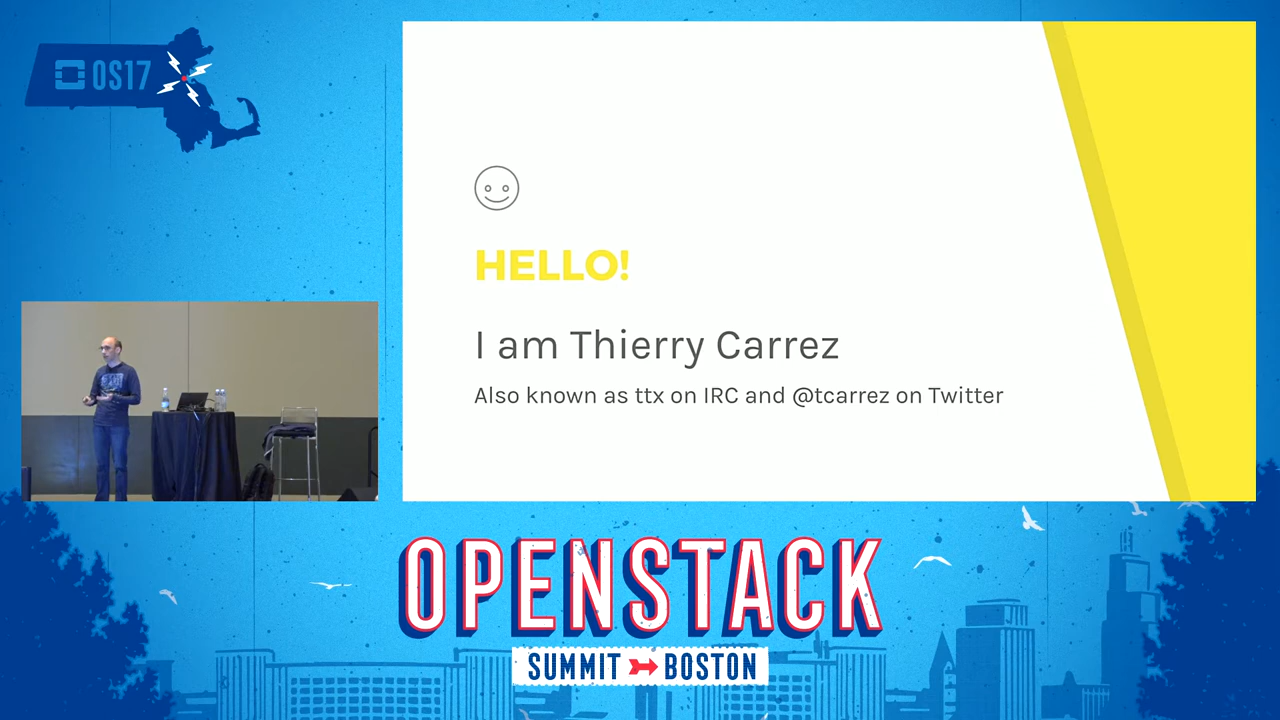 OS17
HELLO!
I am Thierry Carrez
Also known as ttx on IRC and @tcarrez on Twitter
OPENSTACK
SUMMIT BOSTON